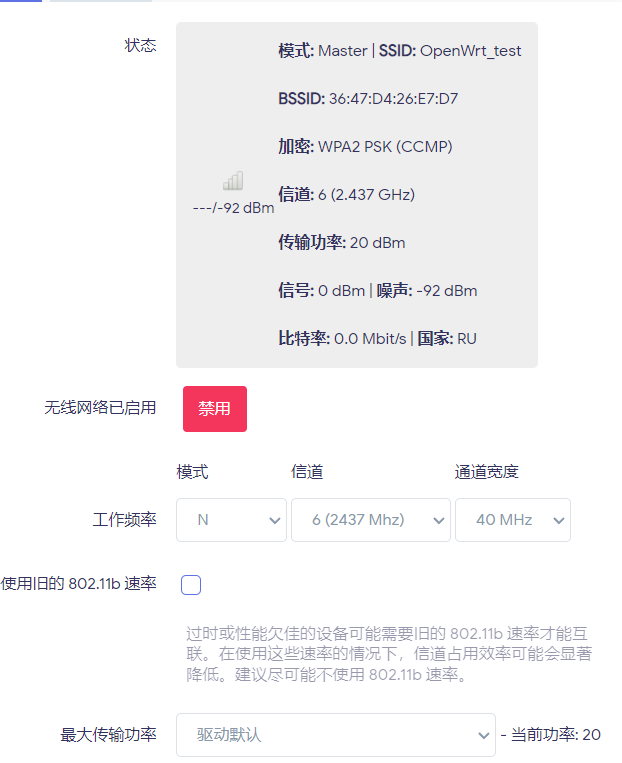 状态
模式: Master | SSID: OpenWrt_test
BSSID: 36:47:D4:26:E7:D7
加密: WPA2 PSK (CCMP)
---/-92 dBm
信道: 6 (2.437 GHz)
传输功率: 20 dBm
信号: 0 dBm | 噪声: -92 dBm
比特率: 0.0 Mbit/s | 国家: RU
无线网络已启用 禁用
模式 信道 通道宽度
工作频率 N 6 (2437 Mhz) 40 MHz
使用旧的 802.11b 速率
过时或性能欠佳的设备可能需要旧的 802.11b 速率才能互
联。在使用这些速率的情况下，信道占用效率可能会显著
降低。建议尽可能不使用 802.11b 速率。
最大传输功率 驱动默认 - 当前功率: 20